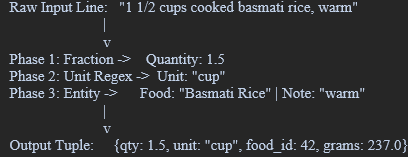 Raw Input Line:   "1 1/2 cups cooked basmati rice, warm"
|
v
Phase 1: Fraction ->    Quantity: 1.5
Phase 2: Unit Regex ->  Unit: "cup"
Phase 3: Entity ->      Food: "Basmati Rice" | Note: "warm"
|
v
Output Tuple:     {qty: 1.5, unit: "cup", food_id: 42, grams: 237.0}